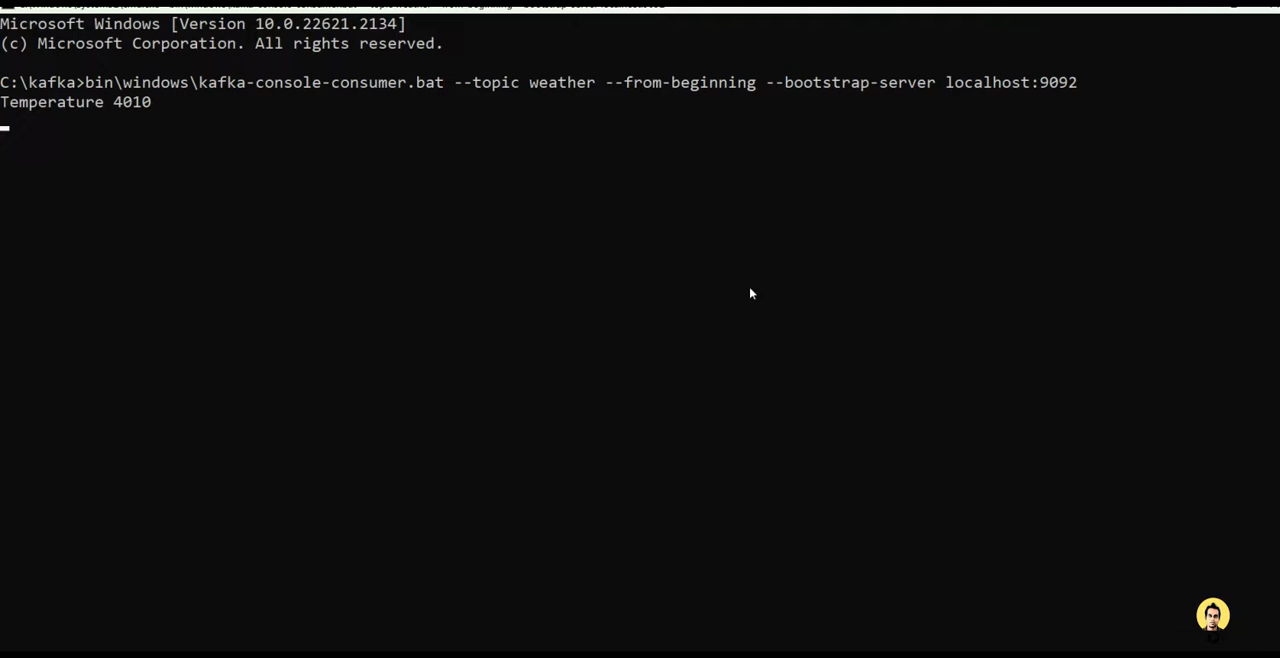 Microsoft Windows [Version 10.0.22621.2134]
(c) Microsoft Corporation. All rights reserved.
C:\kafka>bin\windows\kafka-console-consumer.bat --topic weather --from-beginning --bootstrap-server localhost:9092
Temperature 4010